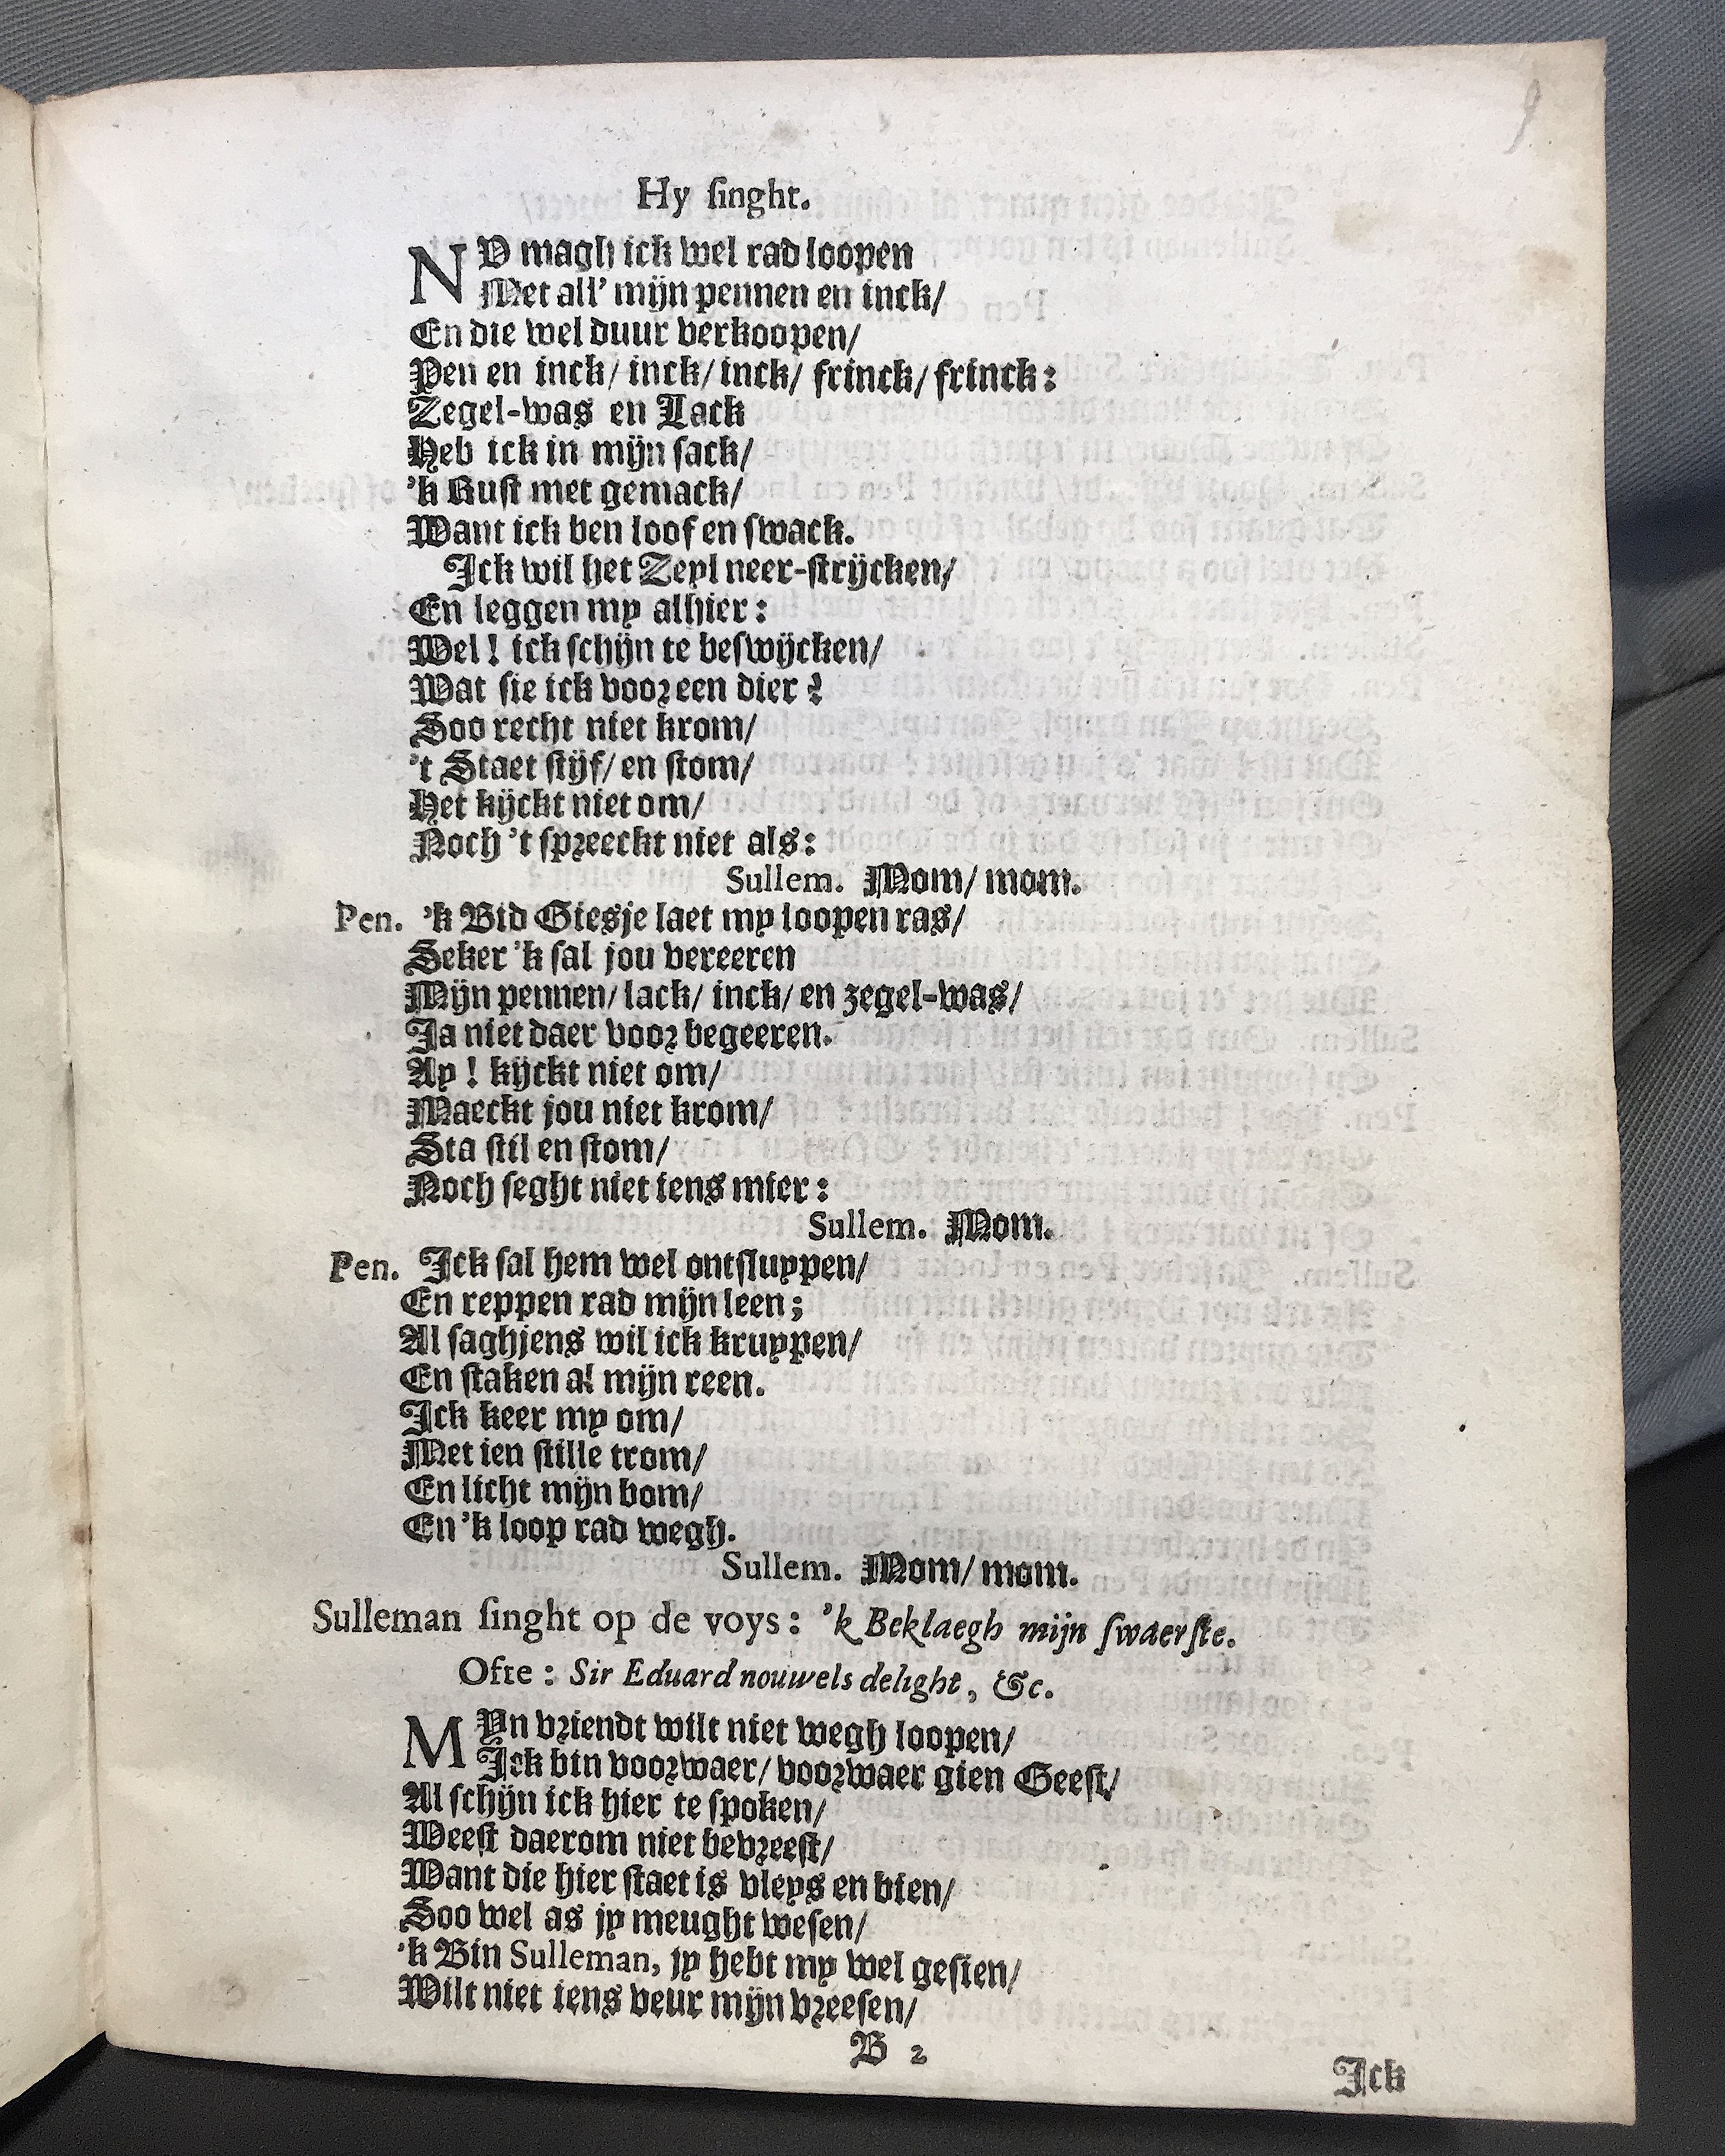 9
Hy ſinght.
NU magh ick wel rad loopen
Met all' mijn pennen en inck/
En die wel duur verkoopen/
Pen en inck/ inck/ inck/ frinck/ frinck:
Zegel-was en Lack
Heb ick in mijn ſack/
'k Ruſt met gemack/
Want ick ben loof en ſwack.
Ick wil het Zeyl neer-ſtrijcken/
En leggen my alhier:
Wel! ick ſchijn te beſwijcken/
Wat ſie ick voor een dier?
Soo recht niet krom/
't Staet ſtijf/ en ſtom/
Het kijckt niet om/
Noch 't ſpreeckt niet als:
Sullem. Mom/ mom.
Pen. 'k Bid Giesje laet my loopen ras/
Seker 'k ſal jou vereeren
Mijn pennen/ lack/ inck/ en zegel-was/
Ja niet daer voor begeeren.
Ay! kijckt niet om/
Maeckt jou niet krom/
Sta ſtil en ſtom/
Noch ſeght niet iens mier:
Sullem. Mom.
Pen. Ick ſal hem wel ontſluypen/
En reppen rad mijn leen;
Al ſaghjens wil ick kruypen/
En ſtaken al mijn reen.
Ick keer my om/
Met ien ſtille trom/
En licht mijn bom/
En 'k loop rad wegh.
Sullem. Mom/ mom.
Sulleman ſinght op de voys: 'k Beklaegh mijn ſwaerſte.
Ofte: Sir Eduard nouwels delight, &c.
MYn vriendt wilt niet wegh loopen/
Ick bin voorwaer/ voorwaer gien Geeſt/
Al ſchijn ick hier te ſpoken/
Weeſt daerom niet bevreeſt/
Want die hier ſtaet is vleys en bien/
Soo wel as jy meught weſen/
'k Bin Sulleman, jy hebt my wel geſien/
Wilt niet iens veur mijn vreeſen/
B 2
Ick